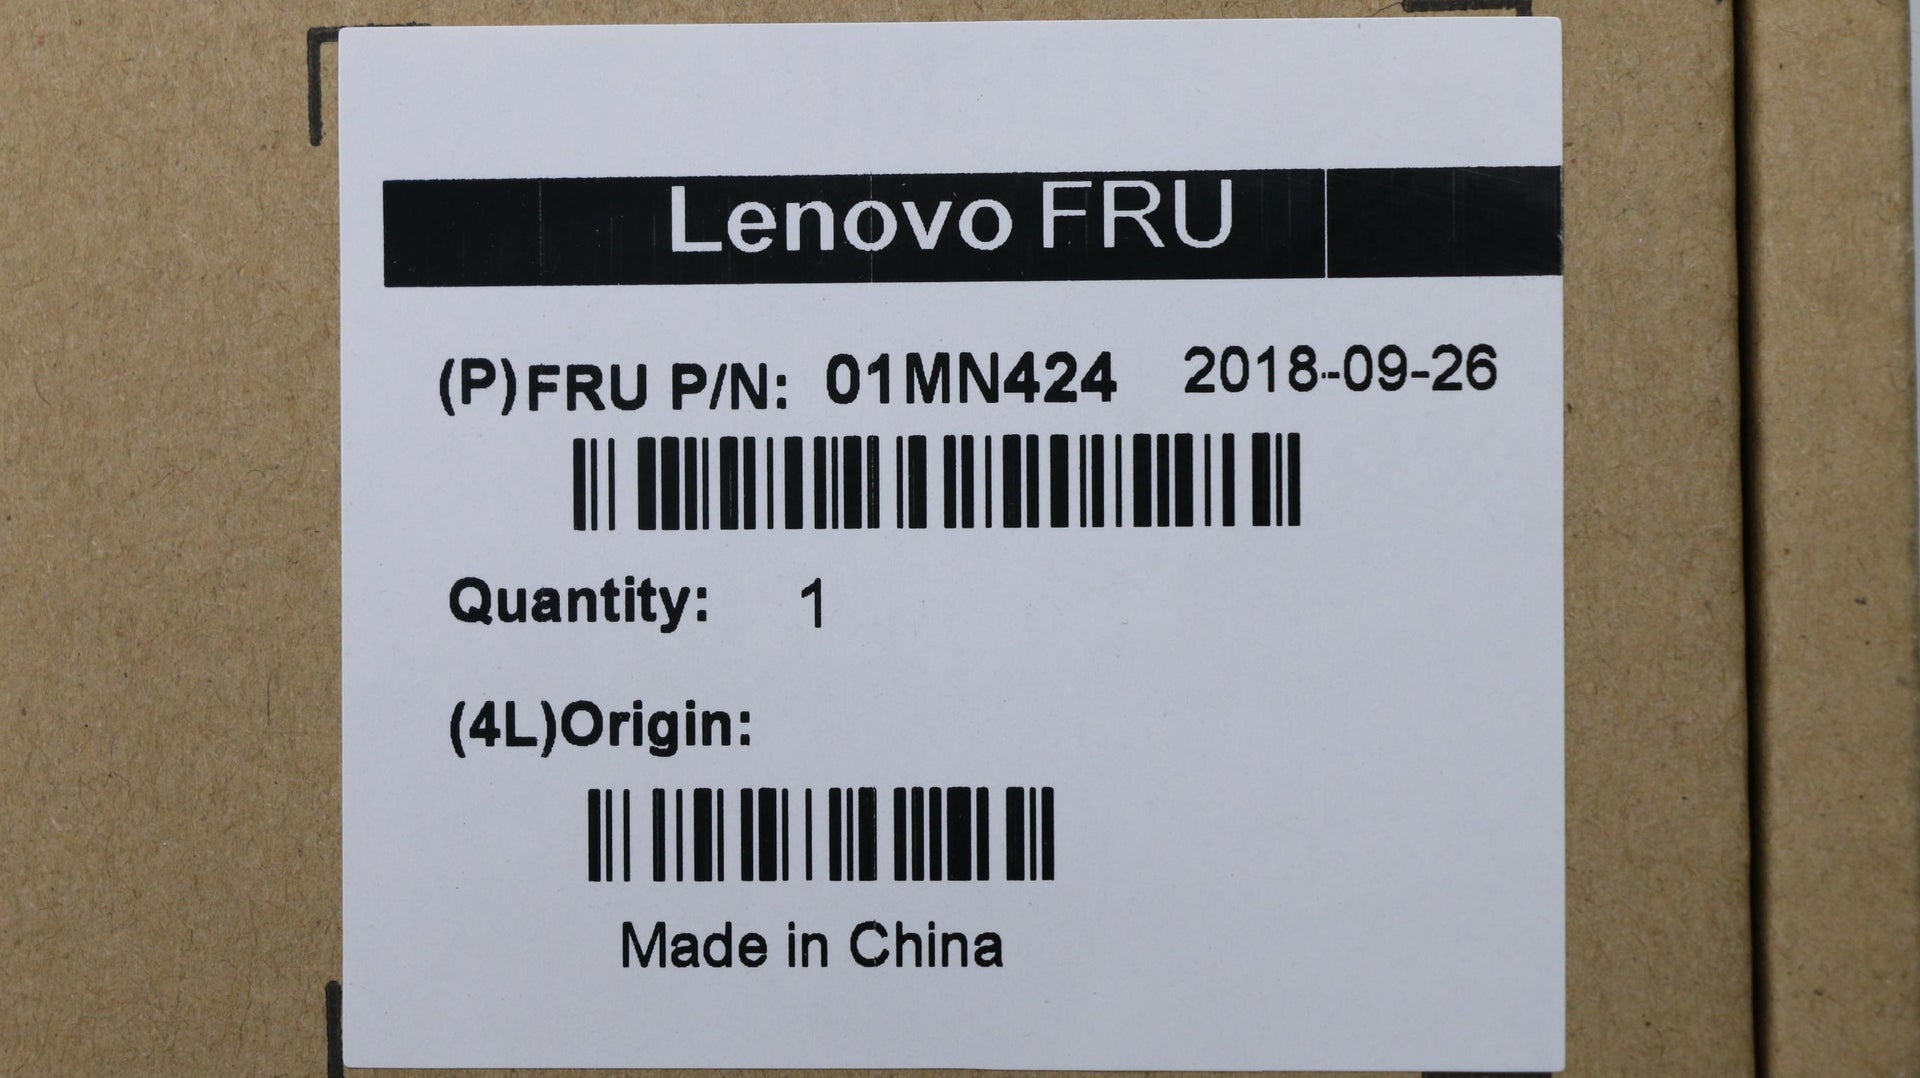 Lenovo FRU
(P)FRU P/N: 01MN424 2018-09-26
Quantity: 1
(4L)Origin:
Made in China